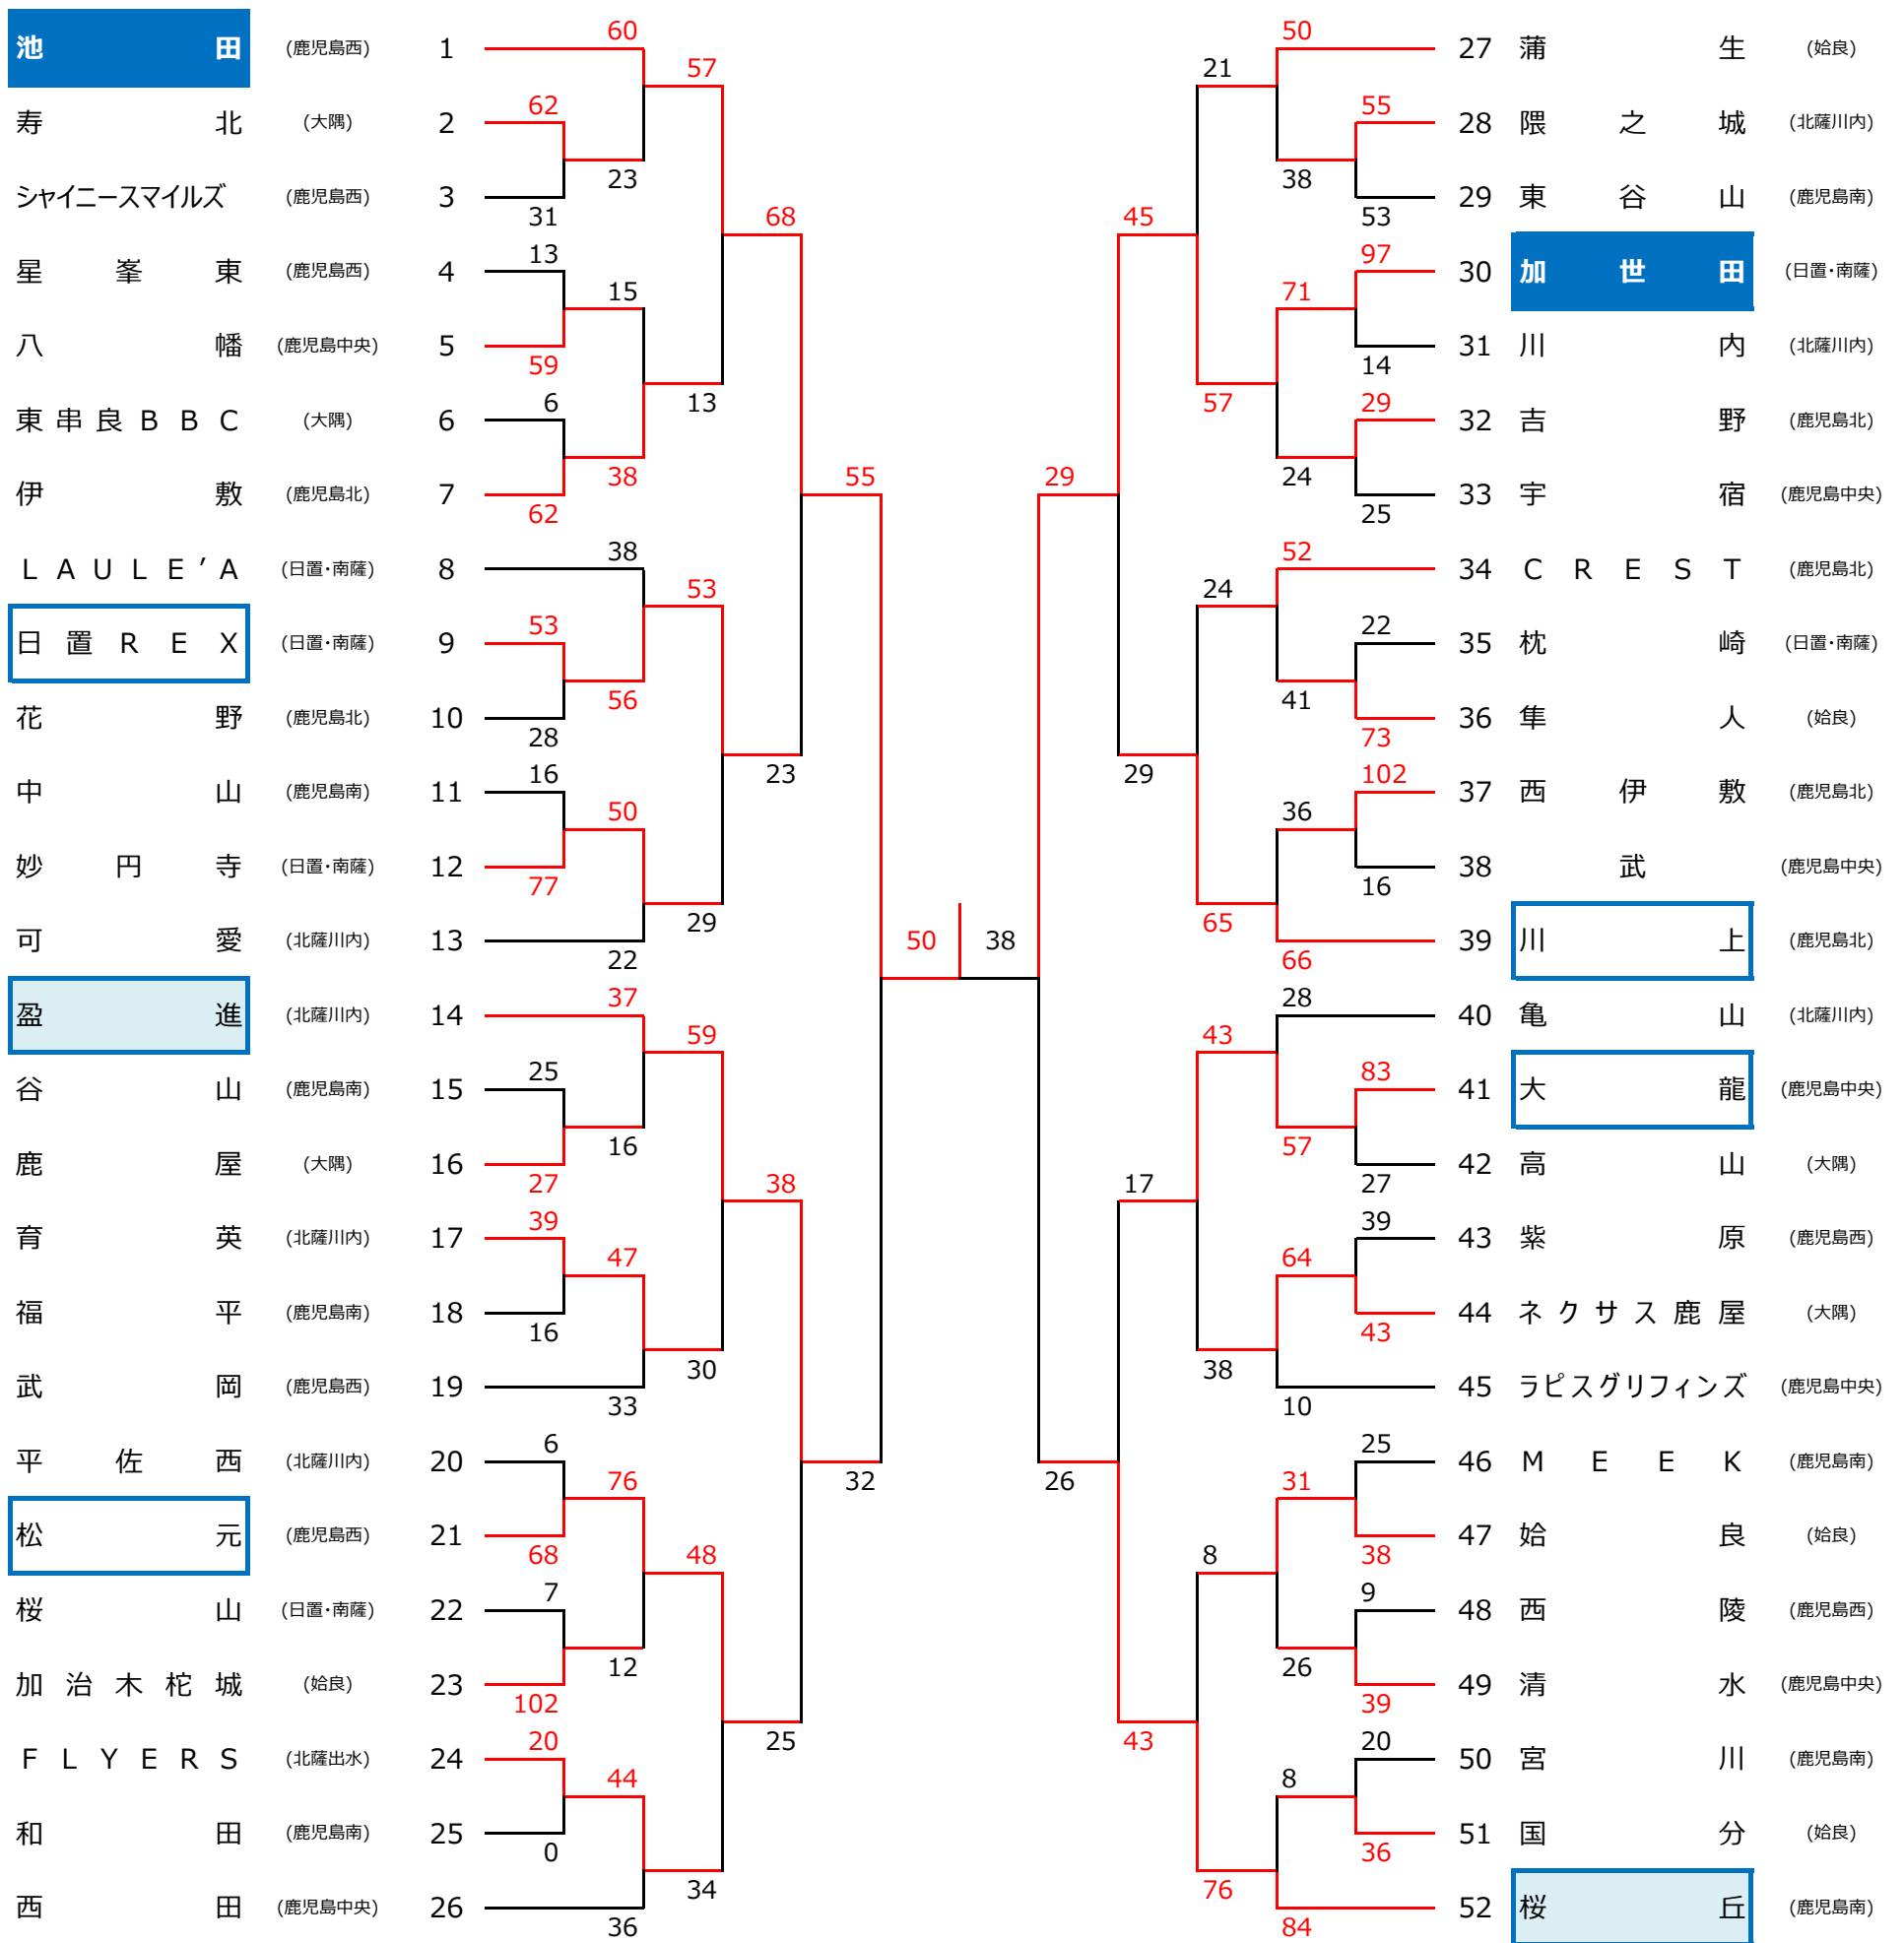 池田 (鹿児島西) 1
寿北 (大隅) 2
シャイニースマイルズ (鹿児島西) 3
星峯東 (鹿児島西) 4
八幡 (鹿児島中央) 5
東串良BBC (大隅) 6
伊敷 (鹿児島北) 7
LAULE'A (日置・南薩) 8
日置REX (日置・南薩) 9
花野 (鹿児島北) 10
中山 (鹿児島南) 11
妙円寺 (日置・南薩) 12
可愛 (北薩川内) 13
盈進 (北薩川内) 14
谷山 (鹿児島南) 15
鹿屋 (大隅) 16
育英 (北薩川内) 17
福平 (鹿児島南) 18
武岡 (鹿児島西) 19
平佐西 (北薩川内) 20
松元 (鹿児島西) 21
桜山 (日置・南薩) 22
加治木柁城 (姶良) 23
FLYERS (北薩出水) 24
和田 (鹿児島南) 25
西田 (鹿児島中央) 26
60
62
31
13
59
6
62
38
53
28
16
77
22
37
25
27
39
16
33
6
68
7
102
20
0
36
23
15
38
56
50
16
47
76
12
44
57
13
53
29
59
30
48
34
68
23
38
25
55
32
50
38
29
26
45
29
17
43
21
57
24
65
43
38
8
76
50
38
71
24
52
41
36
66
28
57
64
10
31
26
8
84
55
53
97
14
29
25
22
73
102
16
83
27
39
43
25
38
9
39
20
36
27 蒲生 (姶良)
28 隈之城 (北薩川内)
29 東谷山 (鹿児島南)
30 加世田 (日置・南薩)
31 川内 (北薩川内)
32 吉野 (鹿児島北)
33 宇宿 (鹿児島中央)
34 CREST (鹿児島北)
35 枕崎 (日置・南薩)
36 隼人 (姶良)
37 西伊敷 (鹿児島北)
38 武 (鹿児島中央)
39 川上 (鹿児島北)
40 亀山 (北薩川内)
41 大龍 (鹿児島中央)
42 高山 (大隅)
43 紫原 (鹿児島西)
44 ネクサス鹿屋 (大隅)
45 ラピスグリフィンズ (鹿児島中央)
46 MEEK (鹿児島南)
47 姶良 (姶良)
48 西陵 (鹿児島西)
49 清水 (鹿児島中央)
50 宮川 (鹿児島南)
51 国分 (姶良)
52 桜丘 (鹿児島南)